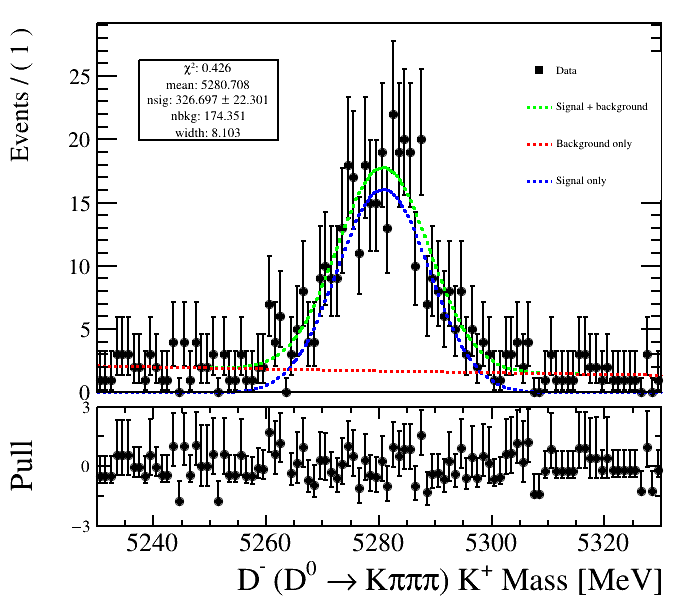 Events / ( 1 )
25
20
15
10
5
0
χ²: 0.426
mean: 5280.708
nsig: 326.697 ± 22.301
nbkg: 174.351
width: 8.103
Data
Signal + background
Background only
Signal only
Pull
3
0
−3
5240 5260 5280 5300 5320
D⁻ (D⁰ → Kπππ) K⁺ Mass [MeV]